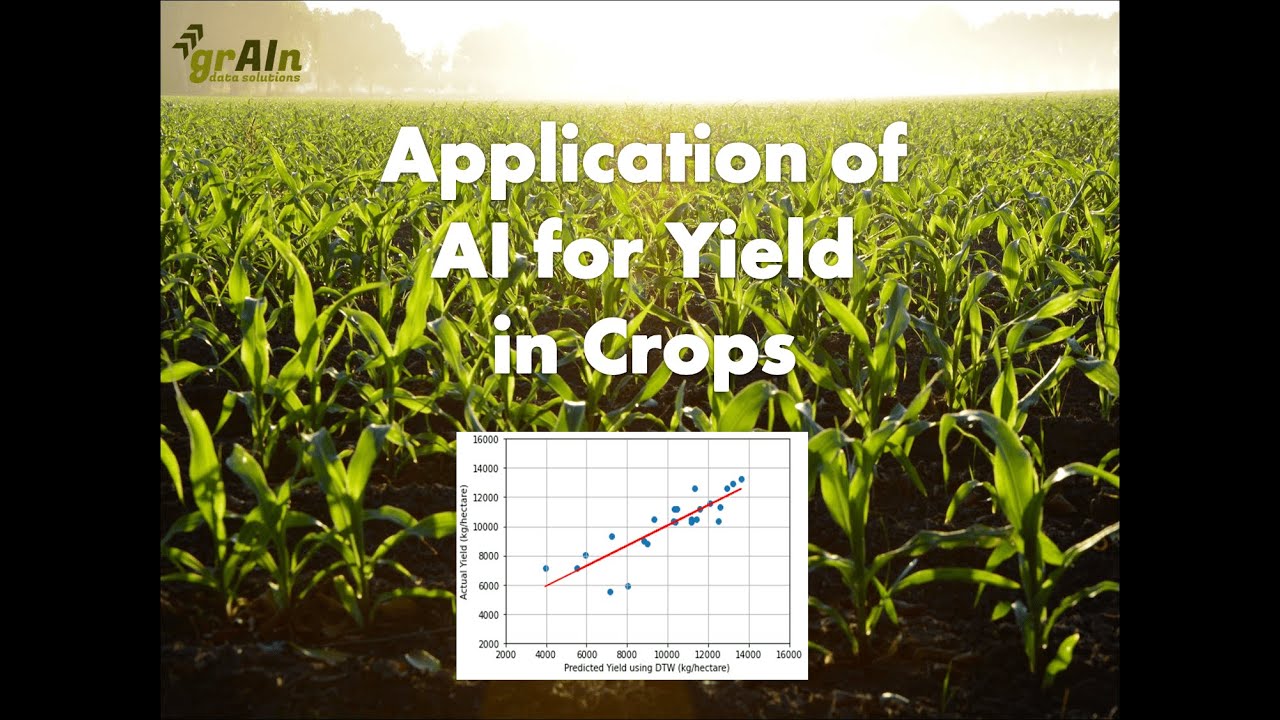 grAIn
data solutions
Application of
AI for Yield
in Crops
16000
14000
12000
10000
8000
6000
4000
2000
Actual Yield (kg/hectare)
2000 4000 6000 8000 10000 12000 14000 16000
Predicted Yield using DTW (kg/hectare)